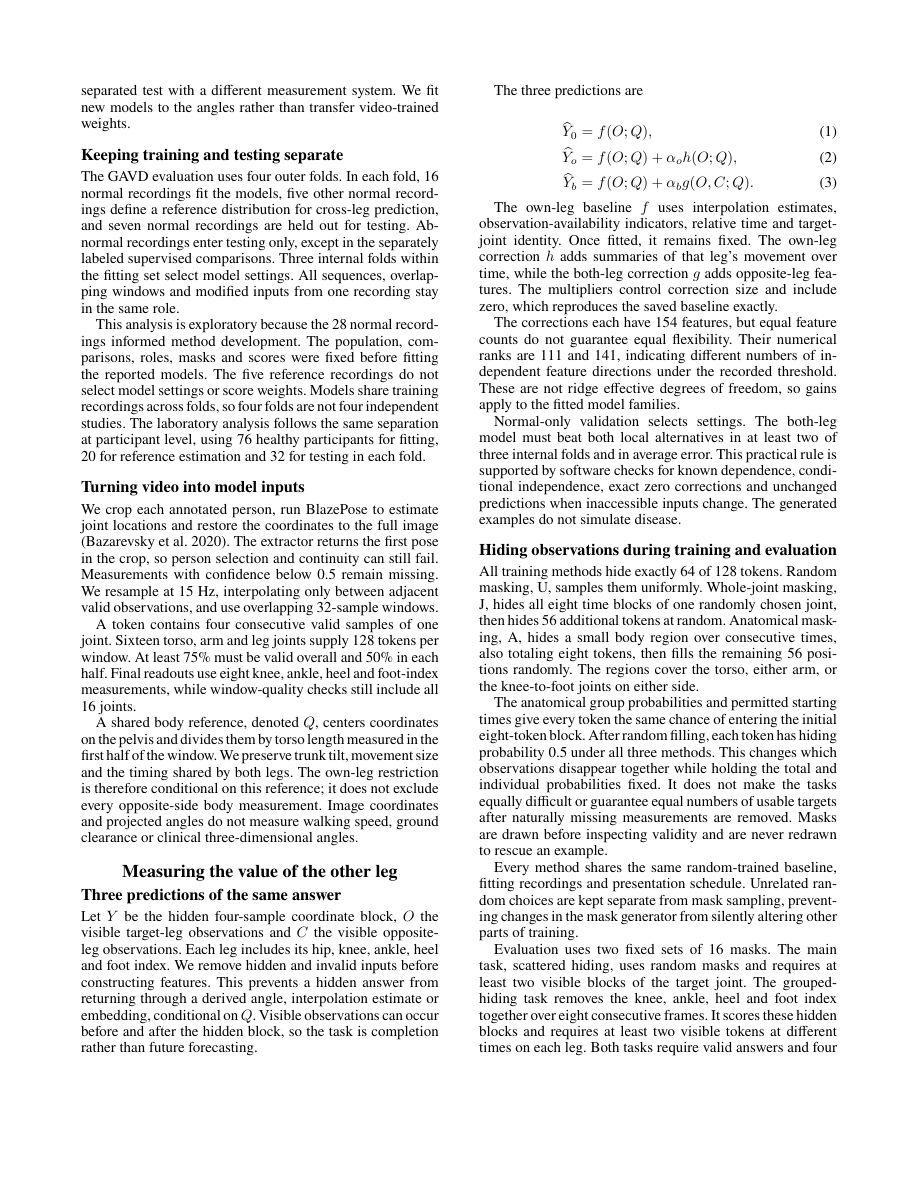 separated test with a different measurement system. We fit
new models to the angles rather than transfer video-trained
weights.
Keeping training and testing separate
The GAVD evaluation uses four outer folds. In each fold, 16
normal recordings fit the models, five other normal record-
ings define a reference distribution for cross-leg prediction,
and seven normal recordings are held out for testing. Ab-
normal recordings enter testing only, except in the separately
labeled supervised comparisons. Three internal folds within
the fitting set select model settings. All sequences, overlap-
ping windows and modified inputs from one recording stay
in the same role.
This analysis is exploratory because the 28 normal record-
ings informed method development. The population, com-
parisons, roles, masks and scores were fixed before fitting
the reported models. The five reference recordings do not
select model settings or score weights. Models share training
recordings across folds, so four folds are not four independent
studies. The laboratory analysis follows the same separation
at participant level, using 76 healthy participants for fitting,
20 for reference estimation and 32 for testing in each fold.
Turning video into model inputs
We crop each annotated person, run BlazePose to estimate
joint locations and restore the coordinates to the full image
(Bazarevsky et al. 2020). The extractor returns the first pose
in the crop, so person selection and continuity can still fail.
Measurements with confidence below 0.5 remain missing.
We resample at 15 Hz, interpolating only between adjacent
valid observations, and use overlapping 32-sample windows.
A token contains four consecutive valid samples of one
joint. Sixteen torso, arm and leg joints supply 128 tokens per
window. At least 75% must be valid overall and 50% in each
half. Final readouts use eight knee, ankle, heel and foot-index
measurements, while window-quality checks still include all
16 joints.
A shared body reference, denoted Q, centers coordinates
on the pelvis and divides them by torso length measured in the
first half of the window. We preserve trunk tilt, movement size
and the timing shared by both legs. The own-leg restriction
is therefore conditional on this reference; it does not exclude
every opposite-side body measurement. Image coordinates
and projected angles do not measure walking speed, ground
clearance or clinical three-dimensional angles.
Measuring the value of the other leg
Three predictions of the same answer
Let Y be the hidden four-sample coordinate block, O the
visible target-leg observations and C the visible opposite-
leg observations. Each leg includes its hip, knee, ankle, heel
and foot index. We remove hidden and invalid inputs before
constructing features. This prevents a hidden answer from
returning through a derived angle, interpolation estimate or
embedding, conditional on Q. Visible observations can occur
before and after the hidden block, so the task is completion
rather than future forecasting.
The three predictions are
Ŷ₀ = f(O; Q), (1)
Ŷₒ = f(O; Q) + αₒh(O; Q), (2)
Ŷ_b = f(O; Q) + α_b g(O, C; Q). (3)
The own-leg baseline f uses interpolation estimates,
observation-availability indicators, relative time and target-
joint identity. Once fitted, it remains fixed. The own-leg
correction h adds summaries of that leg's movement over
time, while the both-leg correction g adds opposite-leg fea-
tures. The multipliers control correction size and include
zero, which reproduces the saved baseline exactly.
The corrections each have 154 features, but equal feature
counts do not guarantee equal flexibility. Their numerical
ranks are 111 and 141, indicating different numbers of in-
dependent feature directions under the recorded threshold.
These are not ridge effective degrees of freedom, so gains
apply to the fitted model families.
Normal-only validation selects settings. The both-leg
model must beat both local alternatives in at least two of
three internal folds and in average error. This practical rule is
supported by software checks for known dependence, condi-
tional independence, exact zero corrections and unchanged
predictions when inaccessible inputs change. The generated
examples do not simulate disease.
Hiding observations during training and evaluation
All training methods hide exactly 64 of 128 tokens. Random
masking, U, samples them uniformly. Whole-joint masking,
J, hides all eight time blocks of one randomly chosen joint,
then hides 56 additional tokens at random. Anatomical mask-
ing, A, hides a small body region over consecutive times,
also totaling eight tokens, then fills the remaining 56 posi-
tions randomly. The regions cover the torso, either arm, or
the knee-to-foot joints on either side.
The anatomical group probabilities and permitted starting
times give every token the same chance of entering the initial
eight-token block. After random filling, each token has hiding
probability 0.5 under all three methods. This changes which
observations disappear together while holding the total and
individual probabilities fixed. It does not make the tasks
equally difficult or guarantee equal numbers of usable targets
after naturally missing measurements are removed. Masks
are drawn before inspecting validity and are never redrawn
to rescue an example.
Every method shares the same random-trained baseline,
fitting recordings and presentation schedule. Unrelated ran-
dom choices are kept separate from mask sampling, prevent-
ing changes in the mask generator from silently altering other
parts of training.
Evaluation uses two fixed sets of 16 masks. The main
task, scattered hiding, uses random masks and requires at
least two visible blocks of the target joint. The grouped-
hiding task removes the knee, ankle, heel and foot index
together over eight consecutive frames. It scores these hidden
blocks and requires at least two visible tokens at different
times on each leg. Both tasks require valid answers and four